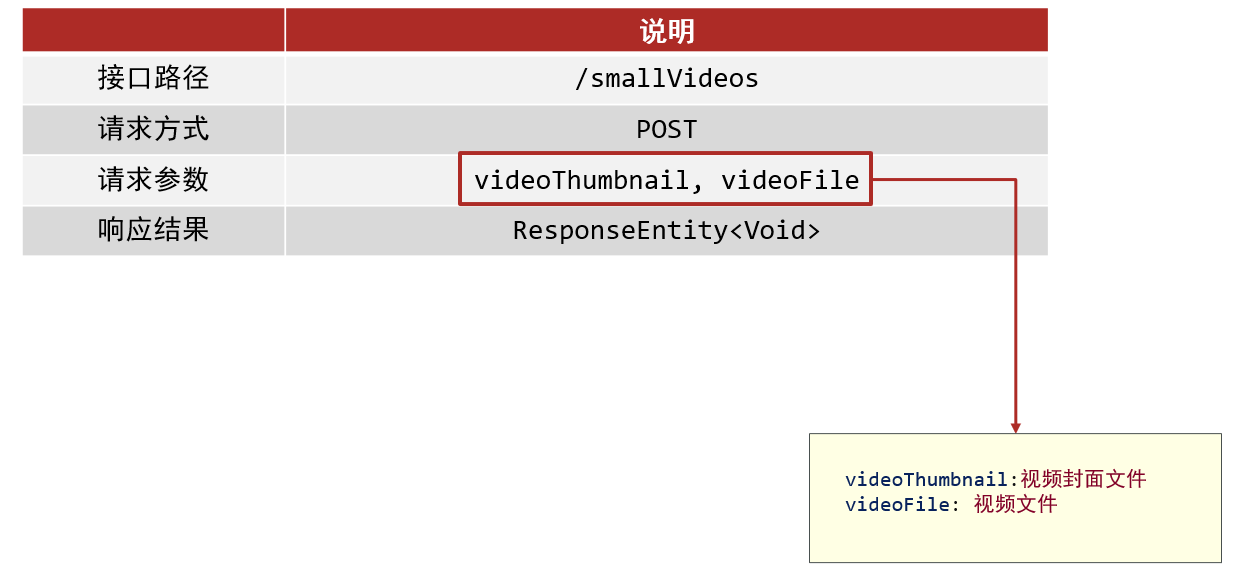 说明
接口路径 /smallVideos
请求方式 POST
请求参数 videoThumbnail, videoFile
响应结果 ResponseEntity<Void>
videoThumbnail:视频封面文件
videoFile: 视频文件